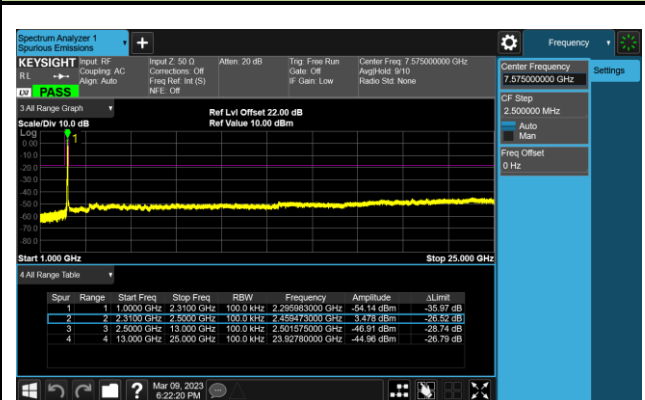 Spectrum Analyzer 1
Spurious Emissions
Frequency
KEYSIGHT
RL
LXI
PASS
Input: RF
Coupling: AC
Align: Auto
Input Z: 50 Ω
Corrections: Off
Freq Ref: Int (S)
NFE: Off
Atten: 20 dB
Trig: Free Run
Gate: Off
IF Gain: Low
Center Freq: 7.575000000 GHz
Avg|Hold: 9/10
Radio Std: None
Center Frequency
7.575000000 GHz
Settings
CF Step
2.500000 MHz
Auto
Man
Freq Offset
0 Hz
3 All Range Graph
Scale/Div 10.0 dB
Ref Lvl Offset 22.00 dB
Ref Value 10.00 dBm
Log
1
0.00
-10.0
-20.0
-30.0
-40.0
-50.0
-60.0
-70.0
-80.0
Start 1.000 GHz
Stop 25.000 GHz
4 All Range Table
Spur Range Start Freq Stop Freq RBW Frequency Amplitude ΔLimit
1 1 1.0000 GHz 2.3100 GHz 100.0 kHz 2.295983000 GHz -54.14 dBm -35.97 dB
2 2 2.3100 GHz 2.5000 GHz 100.0 kHz 2.459473000 GHz 3.478 dBm -26.52 dB
3 3 2.5000 GHz 13.000 GHz 100.0 kHz 2.501575000 GHz -46.91 dBm -28.74 dB
4 4 13.000 GHz 25.000 GHz 100.0 kHz 23.92780000 GHz -44.96 dBm -26.79 dB
Mar 09, 2023
6:22:20 PM